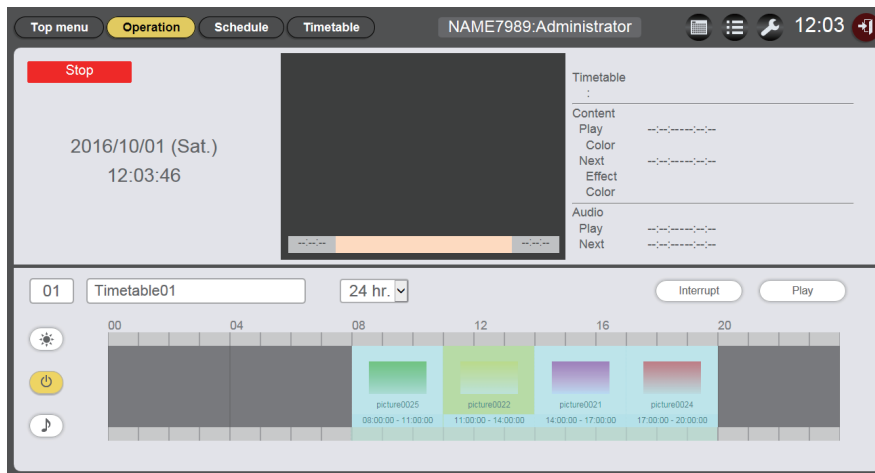 Top menu Operation Schedule Timetable NAME7989:Administrator 12:03
Stop
2016/10/01 (Sat.)
12:03:46
--:--:-- --:--:--
Timetable
:
Content
Play --:--:-----:--:--
Color
Next --:--:-----:--:--
Effect
Color
Audio
Play --:--:-----:--:--
Next --:--:-----:--:--
01 Timetable01 24 hr. Interrupt Play
00 04 08 12 16 20
picture0025 picture0022 picture0021 picture0024
08:00:00 - 11:00:00 11:00:00 - 14:00:00 14:00:00 - 17:00:00 17:00:00 - 20:00:00